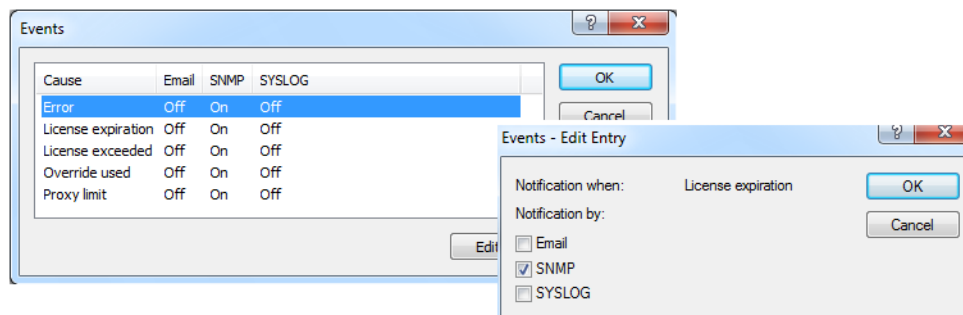 Events
Cause Email SNMP SYSLOG
Error Off On Off
License expiration Off On Off
License exceeded Off On Off
Override used Off On Off
Proxy limit Off On Off
OK
Cancel
Edit
Events - Edit Entry
Notification when: License expiration
Notification by:
Email
SNMP
SYSLOG
OK
Cancel